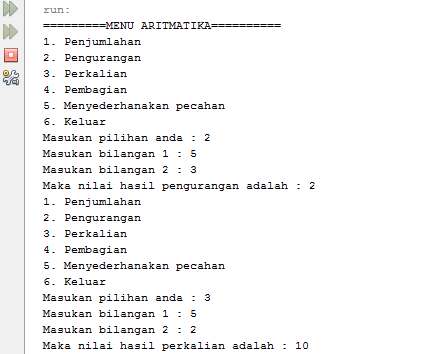 run:
=========MENU ARITMATIKA==========
1. Penjumlahan
2. Pengurangan
3. Perkalian
4. Pembagian
5. Menyederhanakan pecahan
6. Keluar
Masukan pilihan anda : 2
Masukan bilangan 1 : 5
Masukan bilangan 2 : 3
Maka nilai hasil pengurangan adalah : 2
1. Penjumlahan
2. Pengurangan
3. Perkalian
4. Pembagian
5. Menyederhanakan pecahan
6. Keluar
Masukan pilihan anda : 3
Masukan bilangan 1 : 5
Masukan bilangan 2 : 2
Maka nilai hasil perkalian adalah : 10